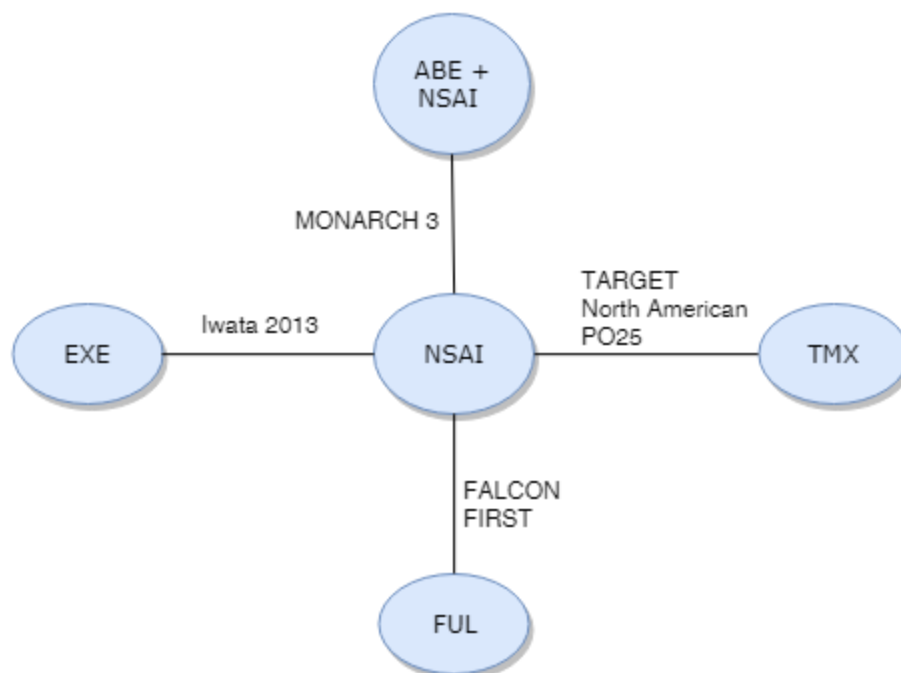 ABE +
NSAI
MONARCH 3
TARGET
North American
PO25
Iwata 2013
EXE
NSAI
TMX
FALCON
FIRST
FUL